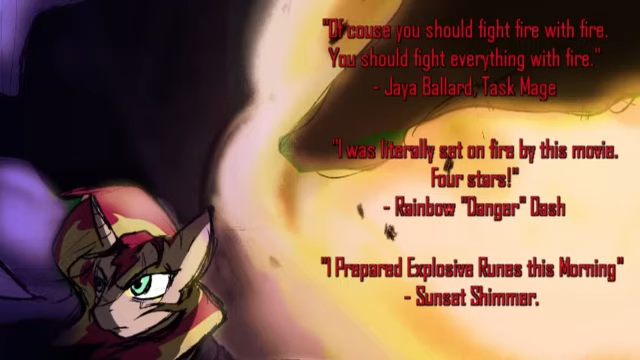 "Of couse you should fight fire with fire.
You should fight everything with fire."
- Jaya Ballard, Task Mage
"I was literally set on fire by this movie.
Four stars!"
- Rainbow "Danger" Dash
"I Prepared Explosive Runes this Morning"
- Sunset Shimmer.